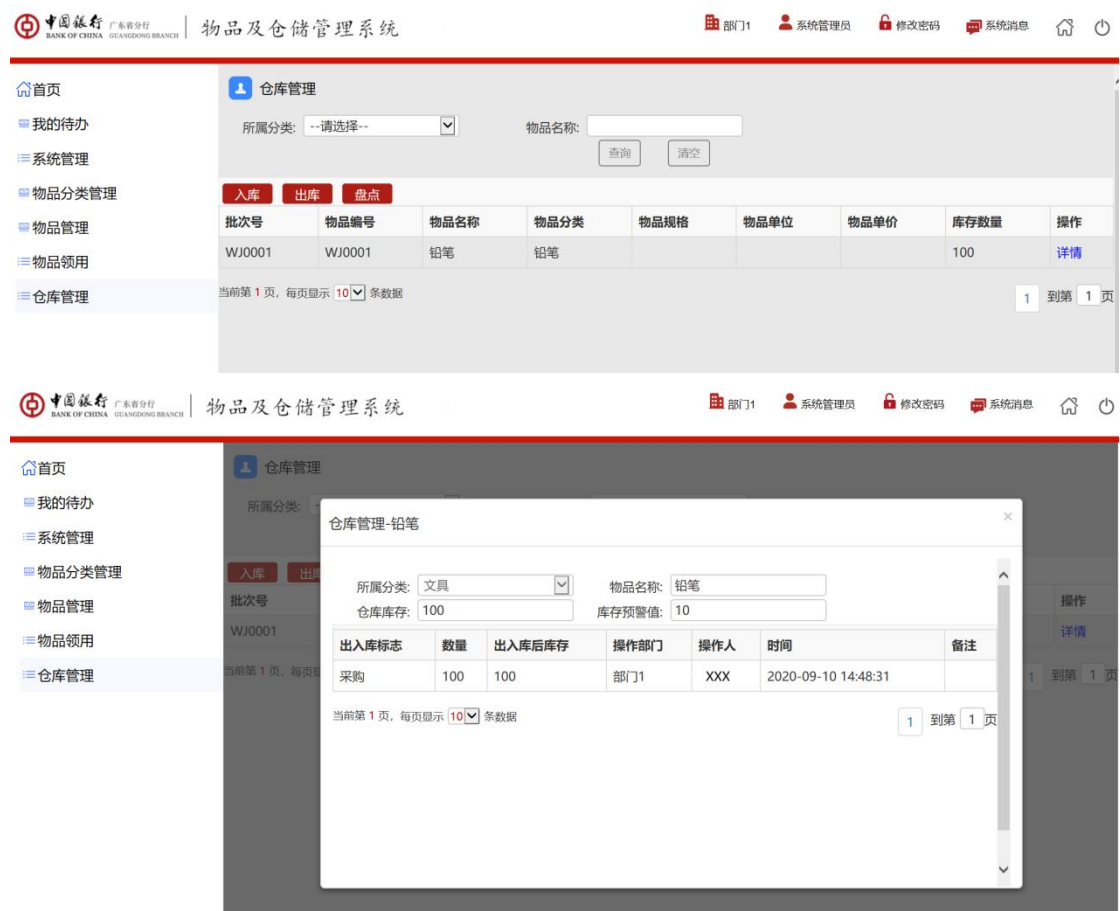 中国银行 广东省分行 物品及仓储管理系统 部门1 系统管理员 修改密码 系统消息
BANK OF CHINA GUANGDONG BRANCH
首页
我的待办
系统管理
物品分类管理
物品管理
物品领用
仓库管理
仓库管理
所属分类: --请选择-- 物品名称:
查询 清空
入库 出库 盘点
批次号 物品编号 物品名称 物品分类 物品规格 物品单位 物品单价 库存数量 操作
WJ0001 WJ0001 铅笔 铅笔 100 详情
当前第 1 页, 每页显示 10 条数据 1 到第 1 页
中国银行 广东省分行 物品及仓储管理系统 部门1 系统管理员 修改密码 系统消息
BANK OF CHINA GUANGDONG BRANCH
首页
我的待办
系统管理
物品分类管理
物品管理
物品领用
仓库管理
仓库管理
所属分类:
入库 出库
批次号 操作
WJ0001 详情
当前第 1 页, 每页显 1 到第 1 页
仓库管理-铅笔 ×
所属分类: 文具 物品名称: 铅笔
仓库库存: 100 库存预警值: 10
出入库标志 数量 出入库后库存 操作部门 操作人 时间 备注
采购 100 100 部门1 XXX 2020-09-10 14:48:31
当前第 1 页, 每页显示 10 条数据 1 到第 1 页